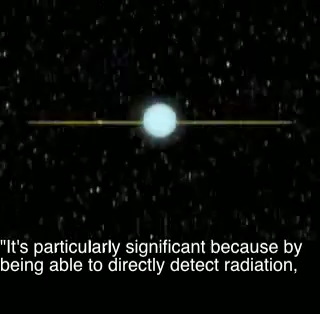 "It's particularly significant because by
being able to directly detect radiation,